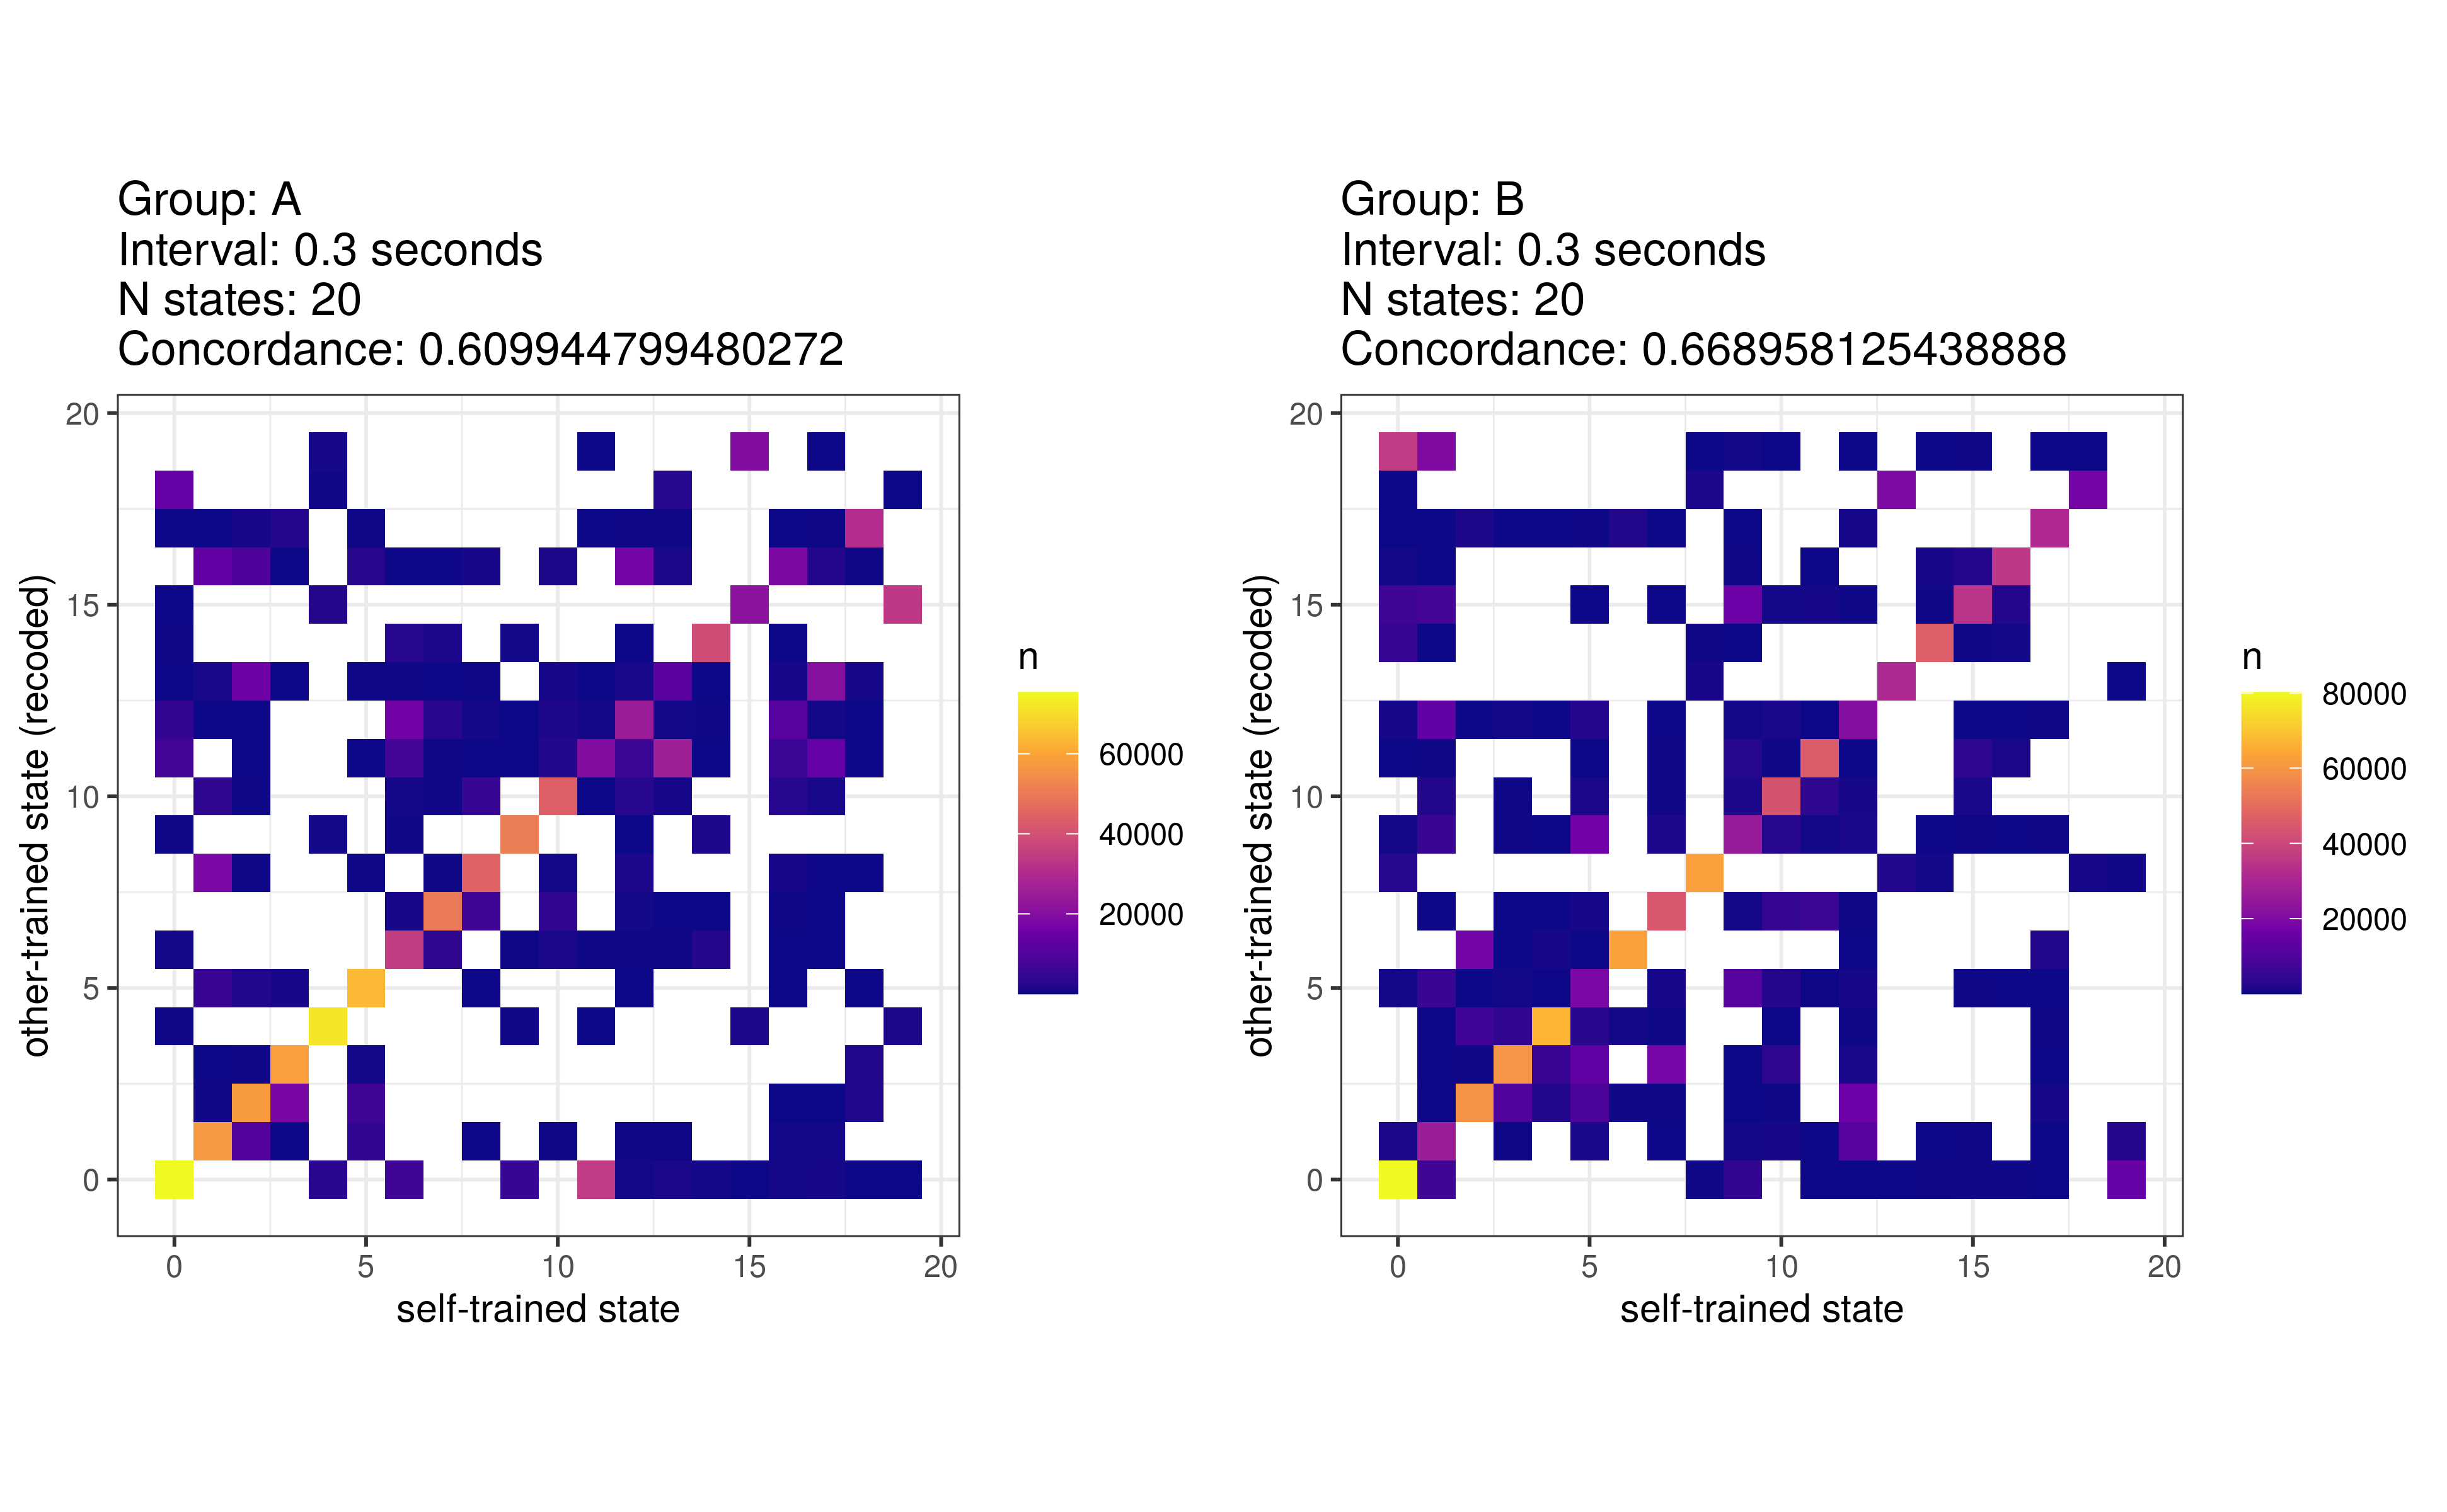 Group: A
Interval: 0.3 seconds
N states: 20
Concordance: 0.609944799480272
20
15
10
5
0
other-trained state (recoded)
0 5 10 15 20
self-trained state
n
60000
40000
20000
Group: B
Interval: 0.3 seconds
N states: 20
Concordance: 0.668958125438888
20
15
10
5
0
other-trained state (recoded)
0 5 10 15 20
self-trained state
n
80000
60000
40000
20000